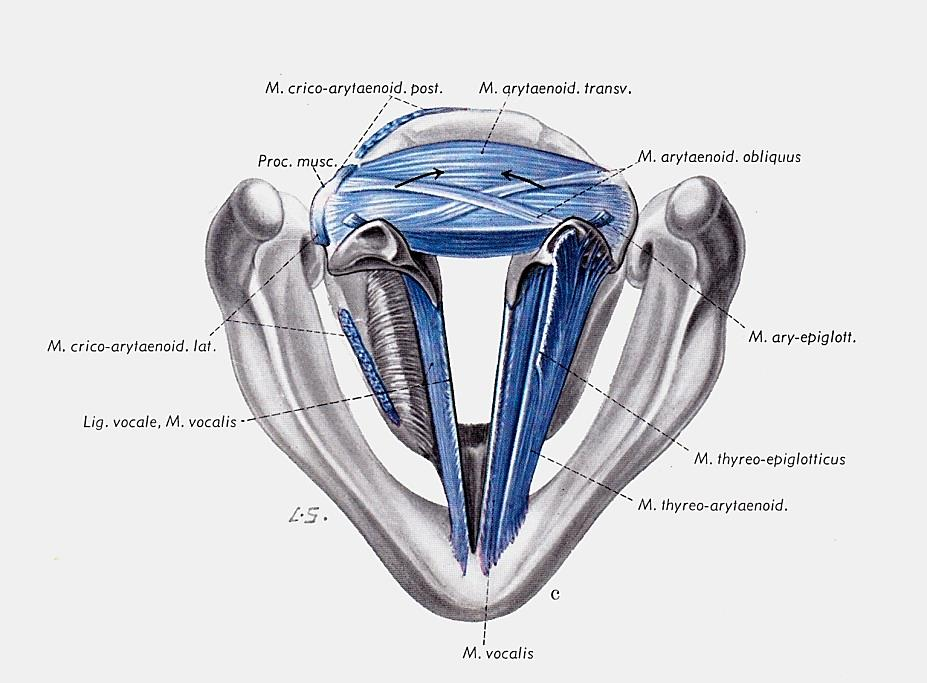 M. crico-arytaenoid. post.
M. arytaenoid. transv.
Proc. musc.
M. arytaenoid. obliquus
M. crico-arytaenoid. lat.
M. ary-epiglott.
Lig. vocale, M. vocalis
M. thyreo-epiglotticus
M. thyreo-arytaenoid.
L.S.
c
M. vocalis